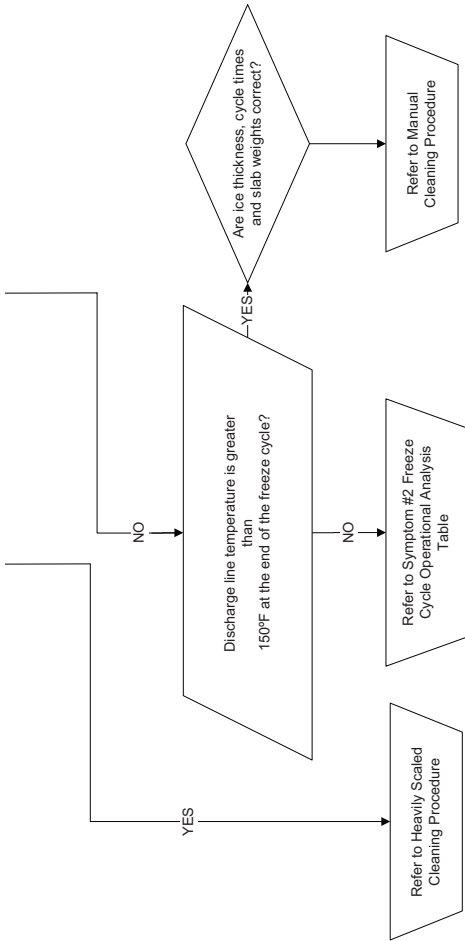 NO
Discharge line temperature is greater
than
150ºF at the end of the freeze cycle?
YES
Are ice thickness, cycle times
and slab weights correct?
YES
NO
Refer to Heavily Scaled
Cleaning Procedure
Refer to Symptom #2 Freeze
Cycle Operational Analysis
Table
Refer to Manual
Cleaning Procedure